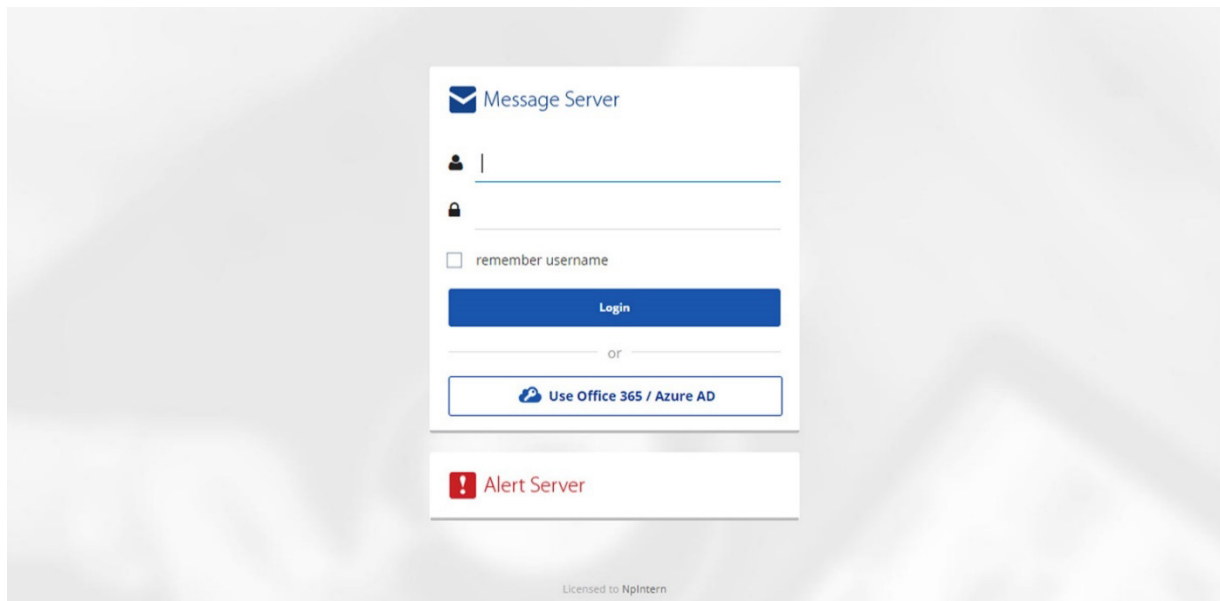 Message Server
remember username
Login
or
Use Office 365 / Azure AD
Alert Server
Licensed to NpIntern